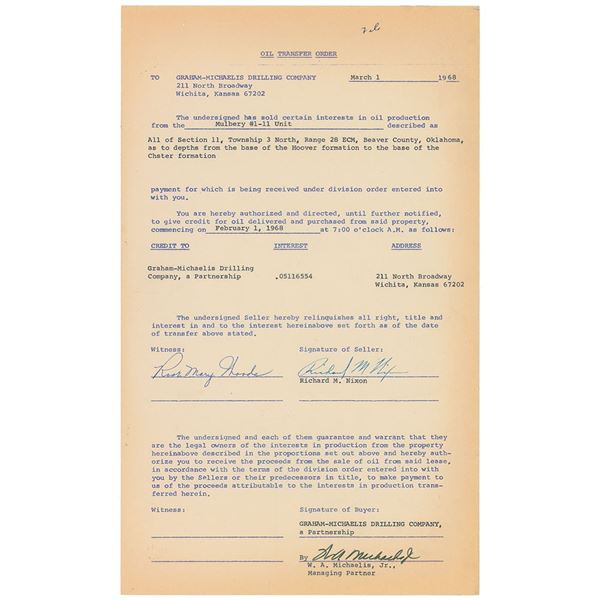 OIL TRANSFER ORDER
TO GRAHAM-MICHAELIS DRILLING COMPANY March 1 1968
211 North Broadway
Wichita, Kansas 67202
The undersigned has sold certain interests in oil production
from the Mulbery #1-11 Unit described as
All of Section 11, Township 3 North, Range 28 ECM, Beaver County, Oklahoma,
as to depths from the base of the Hoover formation to the base of the
Chster formation
payment for which is being received under division order entered into
with you.
You are hereby authorized and directed, until further notified,
to give credit for oil delivered and purchased from said property,
commencing on February 1, 1968 at 7:00 o'clock A.M. as follows:
CREDIT TO INTEREST ADDRESS
Graham-Michaelis Drilling
Company, a Partnership .05116554 211 North Broadway
Wichita, Kansas 67202
The undersigned Seller hereby relinquishes all right, title and
interest in and to the interest hereinabove set forth as of the date
of transfer above stated.
Witness: Signature of Seller:
Rose Mary Woods Richard M Nixon
Richard M. Nixon
The undersigned and each of them guarantee and warrant that they
are the legal owners of the interests in production from the property
hereinabove described in the proportions set out above and hereby auth-
orize you to receive the proceeds from the sale of oil from said lease,
in accordance with the terms of the division order entered into with
you by the Sellers or their predecessors in title, to make payment to
us of the proceeds attributable to the interests in production trans-
ferred herein.
Witness: Signature of Buyer:
GRAHAM-MICHAELIS DRILLING COMPANY,
a Partnership
By W A Michaelis Jr
W. A. Michaelis, Jr.,
Managing Partner